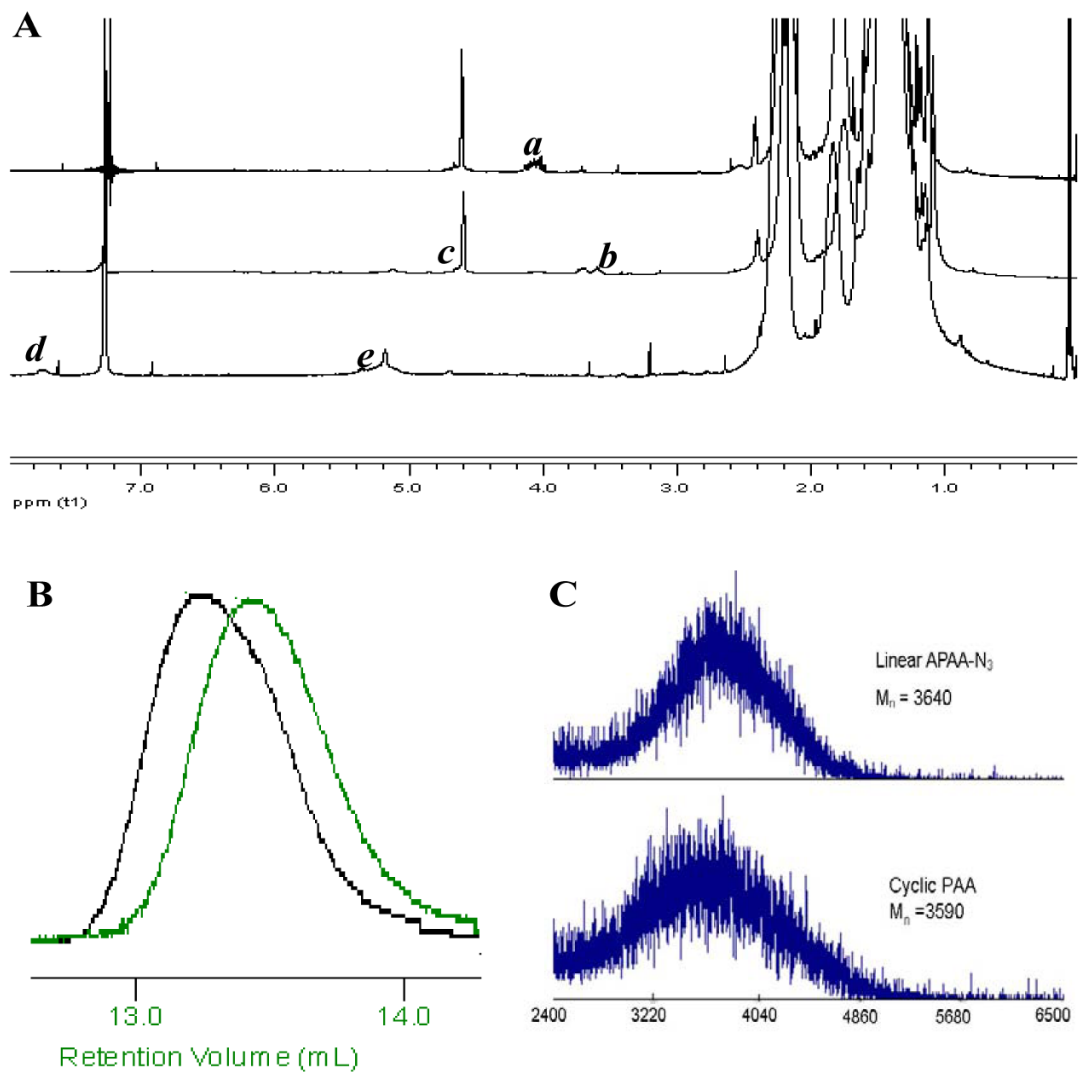 A
a
c
b
d
e
7.0 6.0 5.0 4.0 3.0 2.0 1.0
ppm (t1)
B
13.0 14.0
Retention Volume (mL)
C
Linear APAA-N₃
Mₙ = 3640
Cyclic PAA
Mₙ =3590
2400 3220 4040 4860 5680 6500